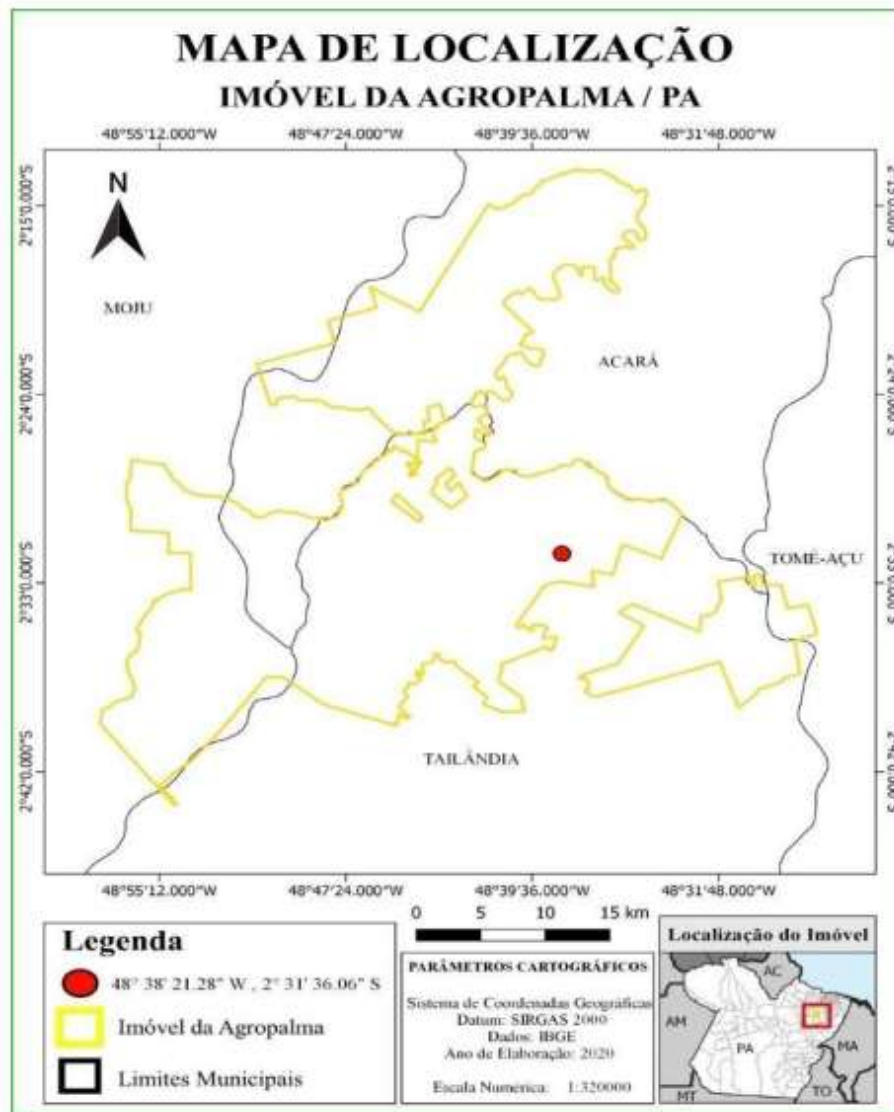 MAPA DE LOCALIZAÇÃO
IMÓVEL DA AGROPALMA / PA
48°55'12.000"W 48°47'24.000"W 48°39'36.000"W 48°31'48.000"W
N
2°15'0.000"S
MOJU
ACARÁ
2°24'0.000"S
TOMÉ-AÇU
2°33'0.000"S
TAILÂNDIA
2°42'0.000"S
48°55'12.000"W 48°47'24.000"W 48°39'36.000"W 48°31'48.000"W
0 5 10 15 km
Legenda
48° 38' 21.28" W , 2° 31' 36.06" S
Imóvel da Agropalma
Limites Municipais
PARÂMETROS CARTOGRÁFICOS
Sistema de Coordenadas Geográficas
Datum: SIRGAS 2000
Dados: IBGE
Ano de Elaboração: 2020
Escala Numerica: 1:320000
Localização do Imóvel
AC
AM
PA
MA
MT
TO